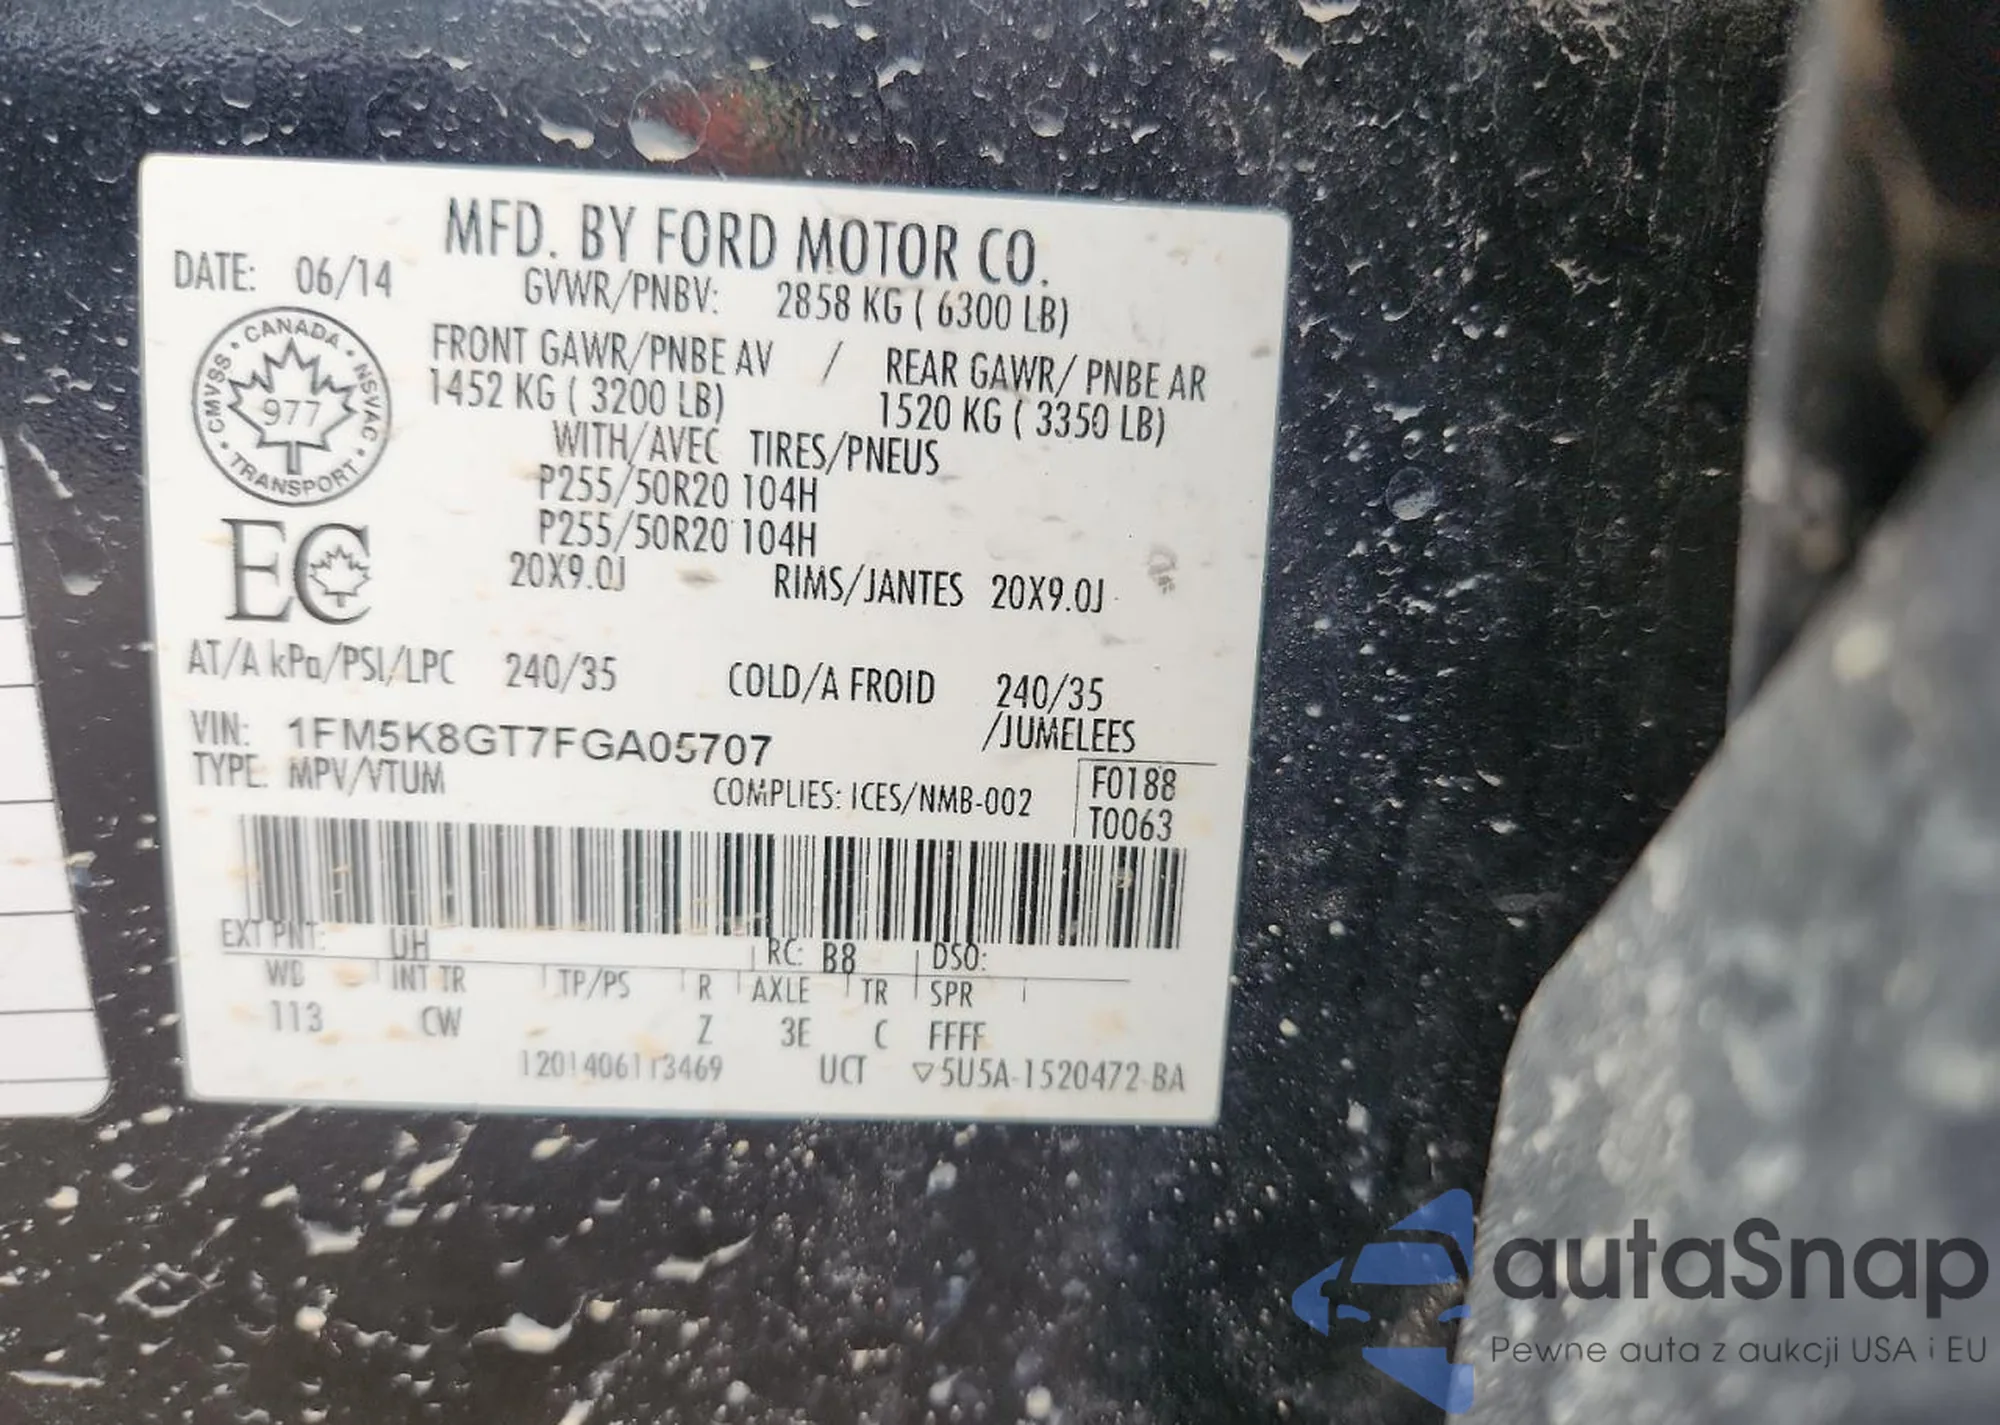 MFD. BY FORD MOTOR CO.
DATE: 06/14
GVWR/PNBV: 2858 KG ( 6300 LB)
FRONT GAWR/PNBE AV / REAR GAWR/ PNBE AR
1452 KG ( 3200 LB) 1520 KG ( 3350 LB)
WITH/AVEC TIRES/PNEUS
P255/50R20 104H
P255/50R20 104H
20X9.0J RIMS/JANTES 20X9.0J
CANADA • NSVAC • TRANSPORT • CMVSS •
977
EC
AT/A kPa/PSI/LPC 240/35 COLD/A FROID 240/35
/JUMELEES
VIN: 1FM5K8GT7FGA05707
TYPE: MPV/VTUM
COMPLIES: ICES/NMB-002
F0188
T0063
EXT PNT: UH RC: B8 DSO:
WB INT TR TP/PS R AXLE TR SPR
113 CW Z 3E C FFFF
UCT ▽5U5A-1520472-BA
autaSnap
Pewne auta z aukcji USA i EU